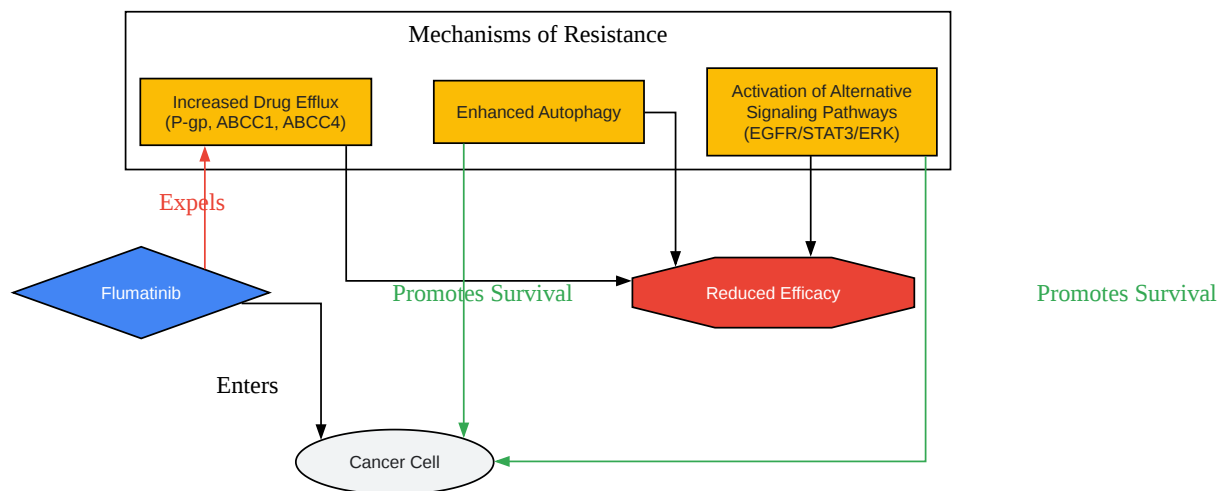 Mechanisms of Resistance
Increased Drug Efflux
(P-gp, ABCC1, ABCC4)
Enhanced Autophagy
Activation of Alternative
Signaling Pathways
(EGFR/STAT3/ERK)
Expels
Flumatinib
Promotes Survival
Reduced Efficacy
Promotes Survival
Enters
Cancer Cell